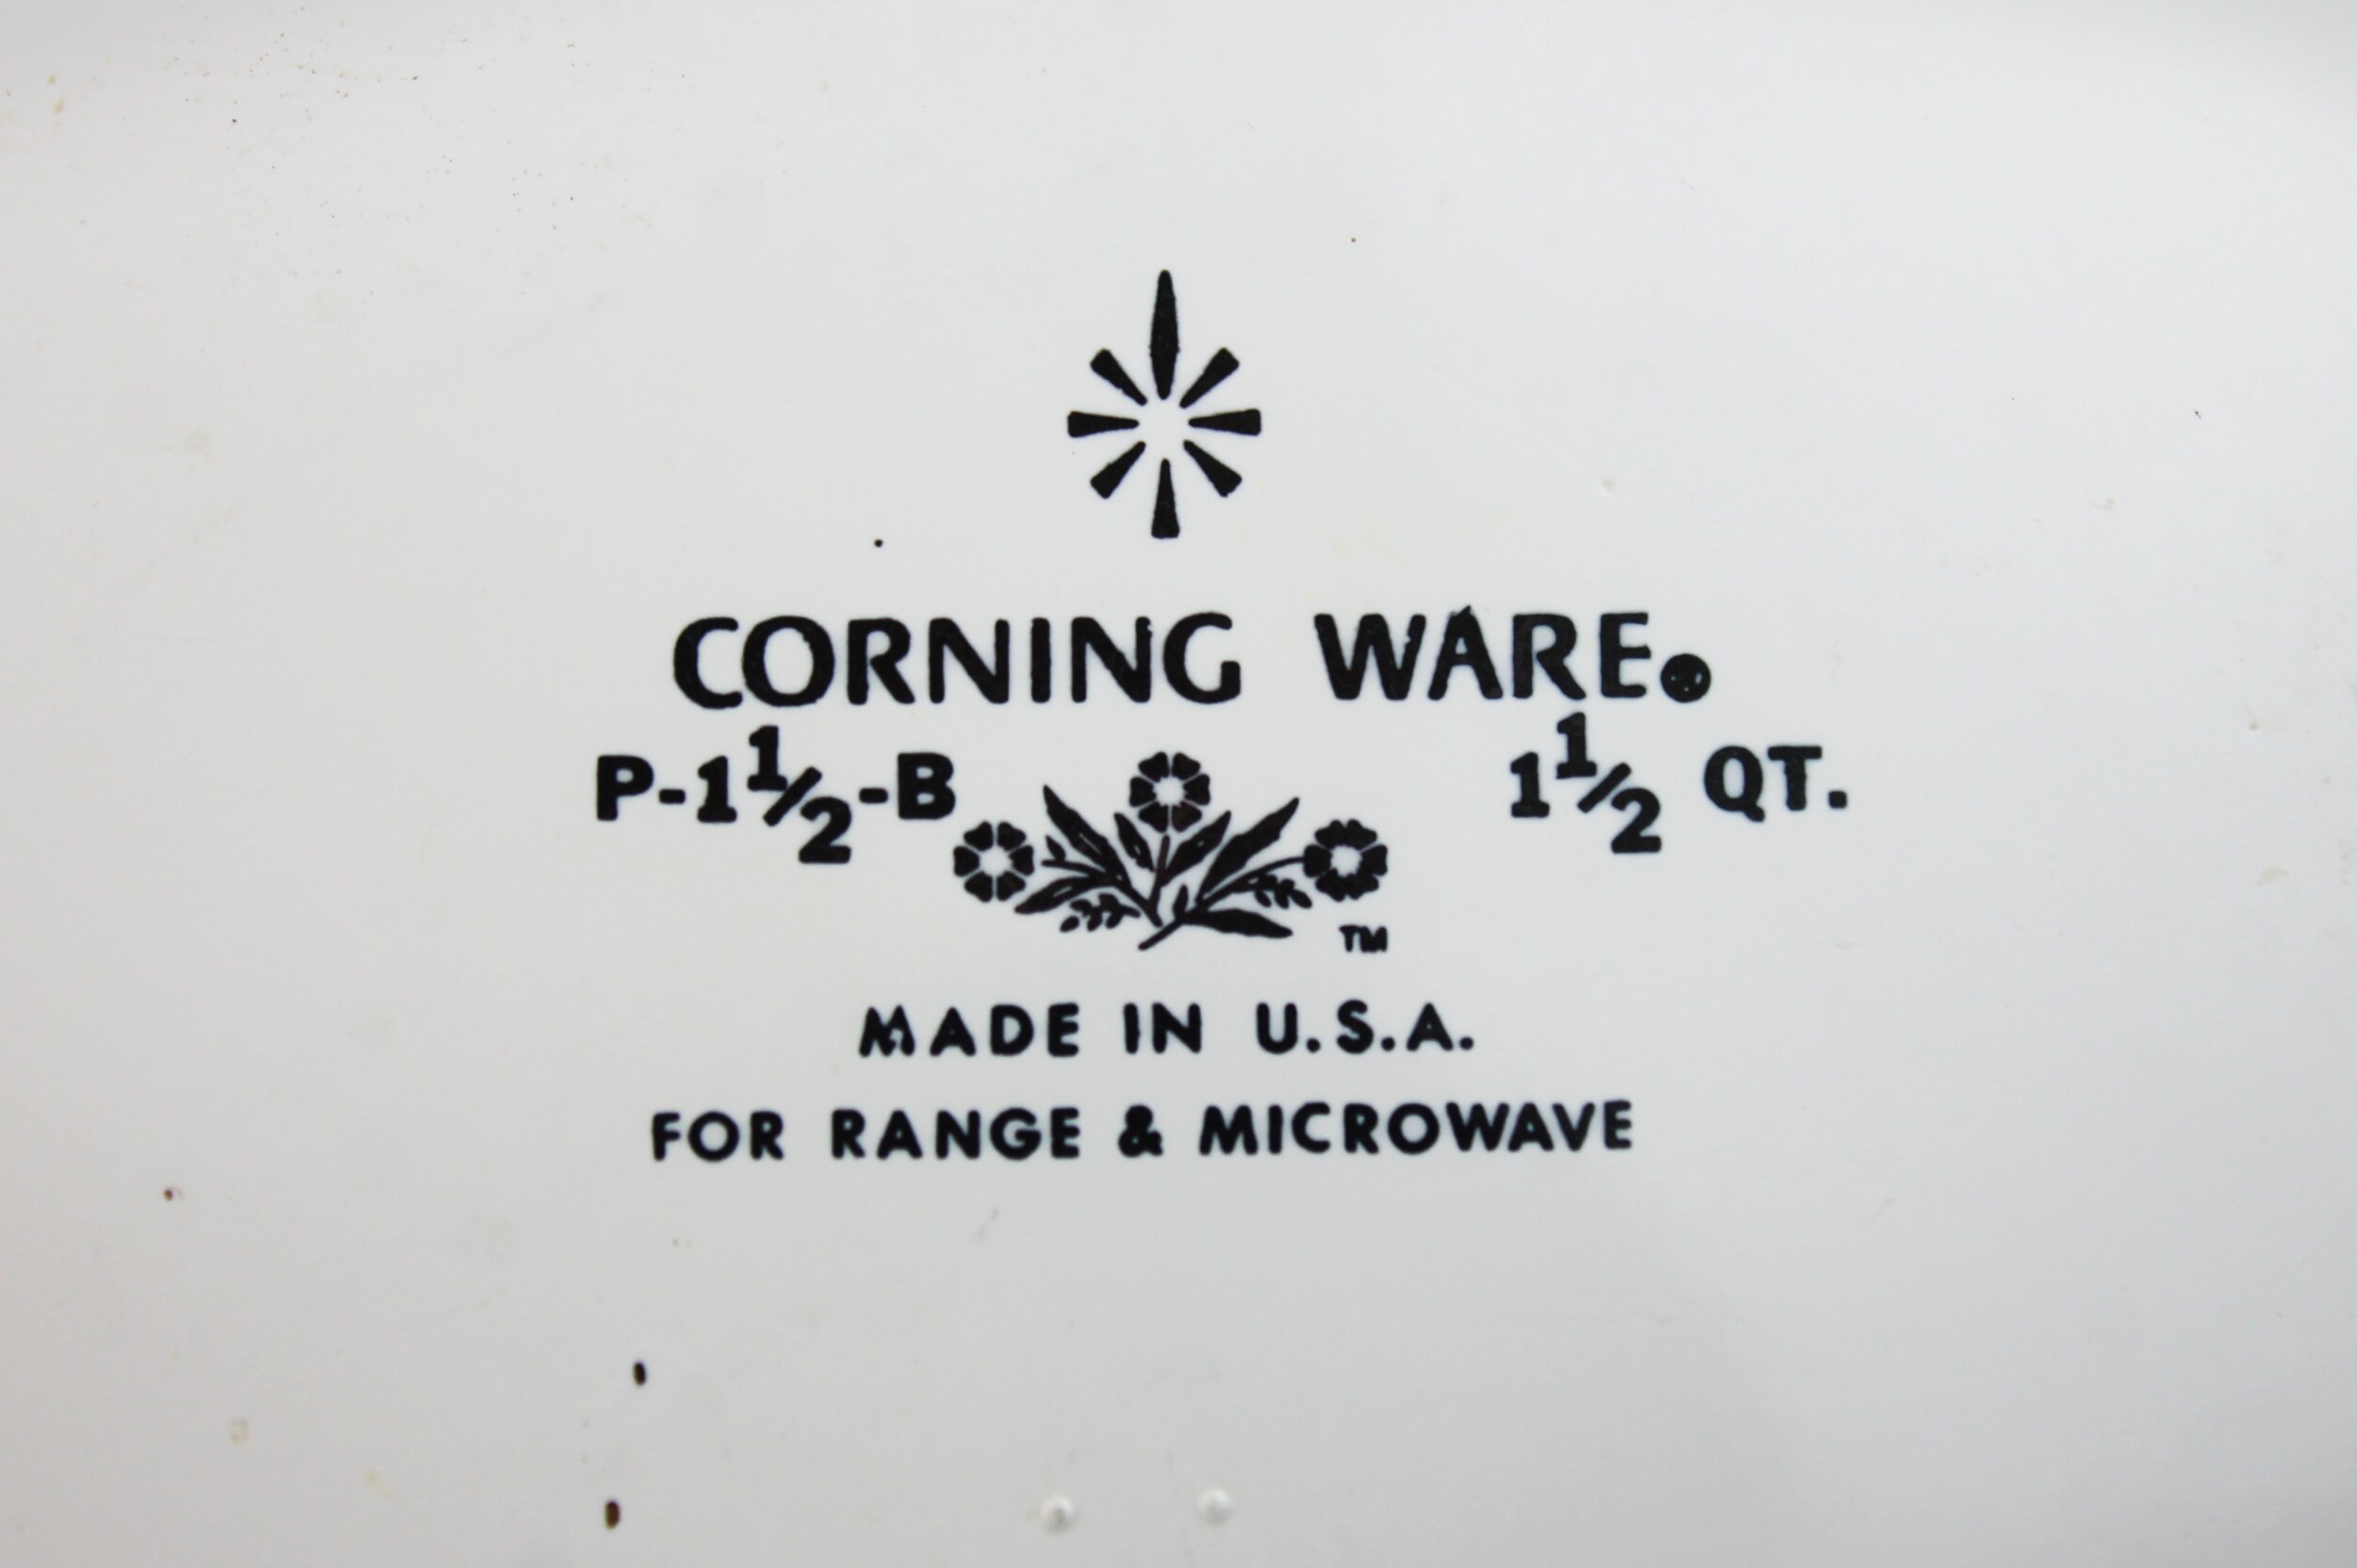 CORNING WARE®
P-1½-B 1½ QT.
TM
MADE IN U.S.A.
FOR RANGE & MICROWAVE